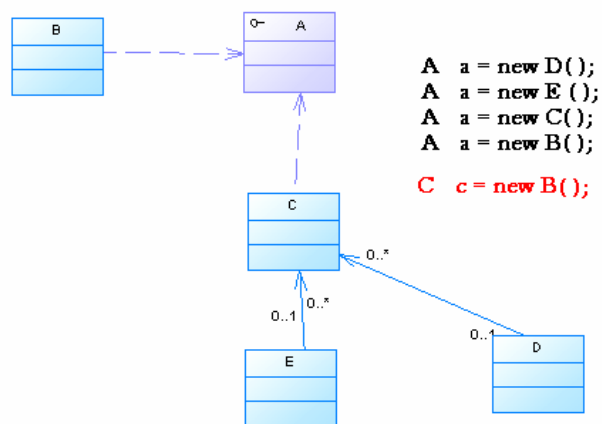 B
A
A a = new D();
A a = new E ();
A a = new C();
A a = new B();
C c = new B();
C
0..*
0..*
0..1
0..1
E
D